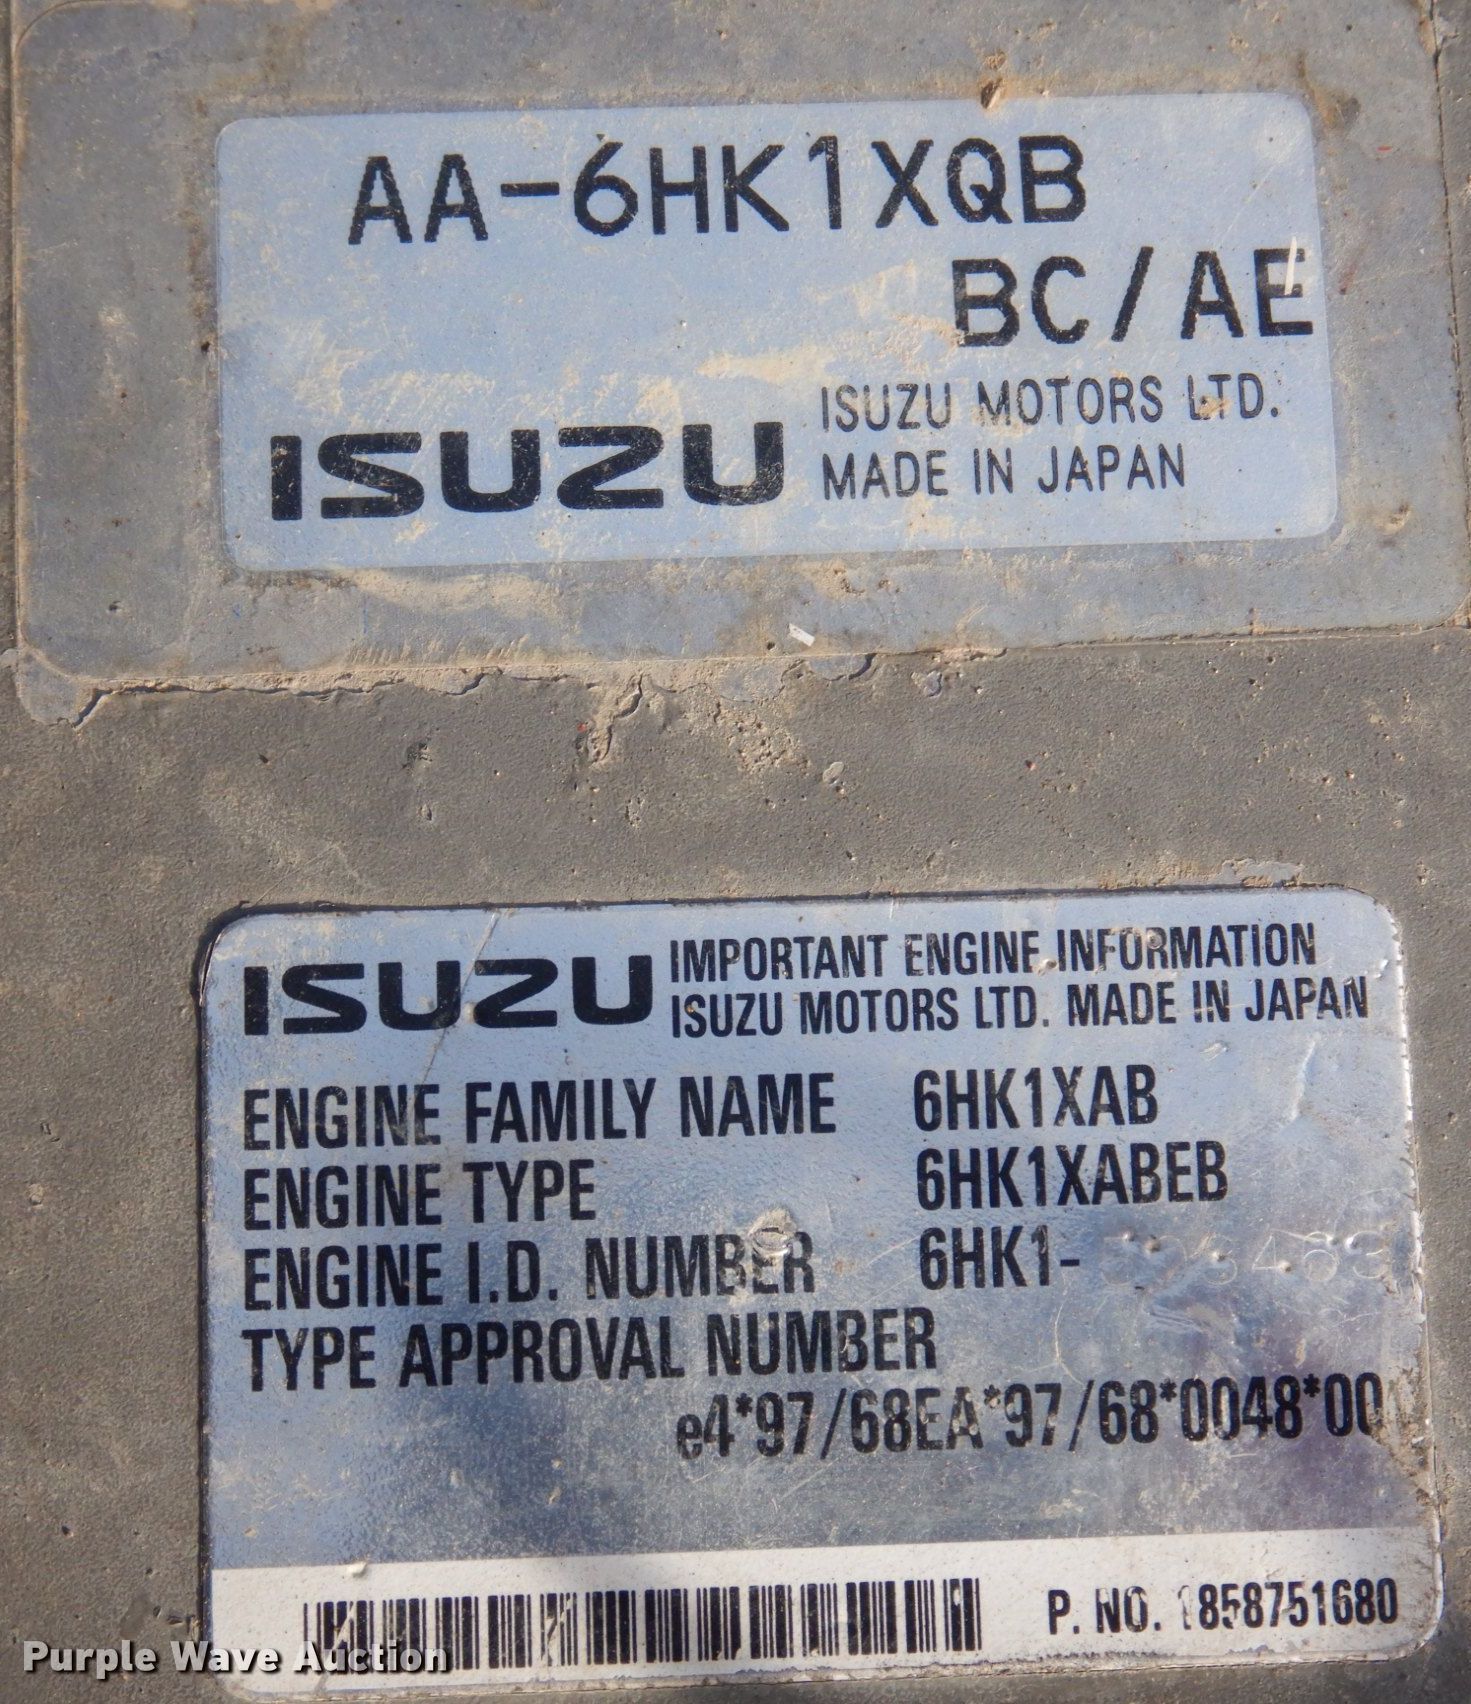 AA-6HK1XQB
BC/AE
ISUZU
ISUZU MOTORS LTD.
MADE IN JAPAN
ISUZU
IMPORTANT ENGINE INFORMATION
ISUZU MOTORS LTD. MADE IN JAPAN
ENGINE FAMILY NAME 6HK1XAB
ENGINE TYPE 6HK1XABEB
ENGINE I.D. NUMBER 6HK1-
TYPE APPROVAL NUMBER
e4*97/68EA*97/68*0048*00
P. NO. 1858751680
Purple Wave Auction